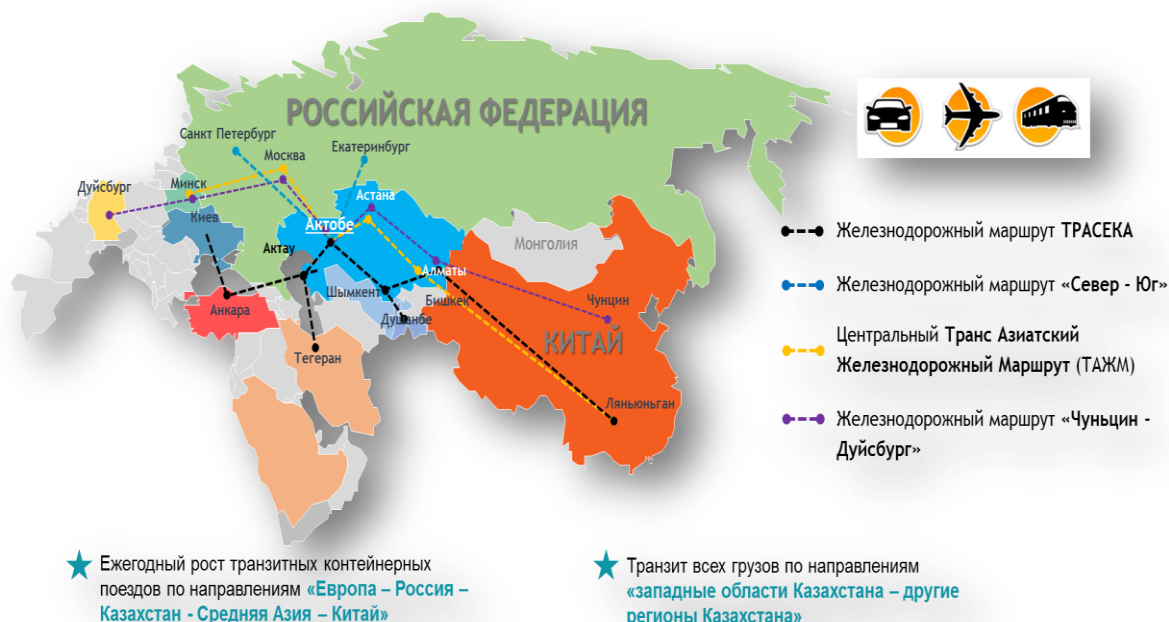 РОССИЙСКАЯ ФЕДЕРАЦИЯ
Санкт Петербург
Москва
Екатеринбург
Дуйсбург
Минск
Киев
Астана
Актобе
Актау
Монголия
Алматы
Шымкент
Бишкек
Чунцин
Анкара
Душанбе
КИТАЙ
Тегеран
Ляньюньган
Железнодорожный маршрут ТРАСЕКА
Железнодорожный маршрут «Север - Юг»
Центральный Транс Азиатский
Железнодорожный Маршрут (ТАЖМ)
Железнодорожный маршрут «Чуньцин -
Дуйсбург»
Ежегодный рост транзитных контейнерных
поездов по направлениям «Европа – Россия –
Казахстан - Средняя Азия – Китай»
Транзит всех грузов по направлениям
«западные области Казахстана – другие
регионы Казахстана»